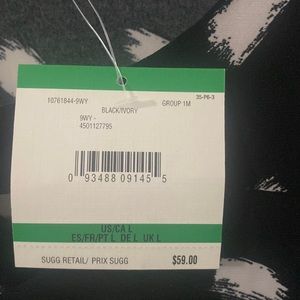 35-P6-3
10761844-9WY GROUP 1M
BLACK/IVORY
9WY -
4501127795
0 93488 09145 5
US/CA L
ES/FR/PT L DE L UK L
SUGG RETAIL/ PRIX SUGG $59.00